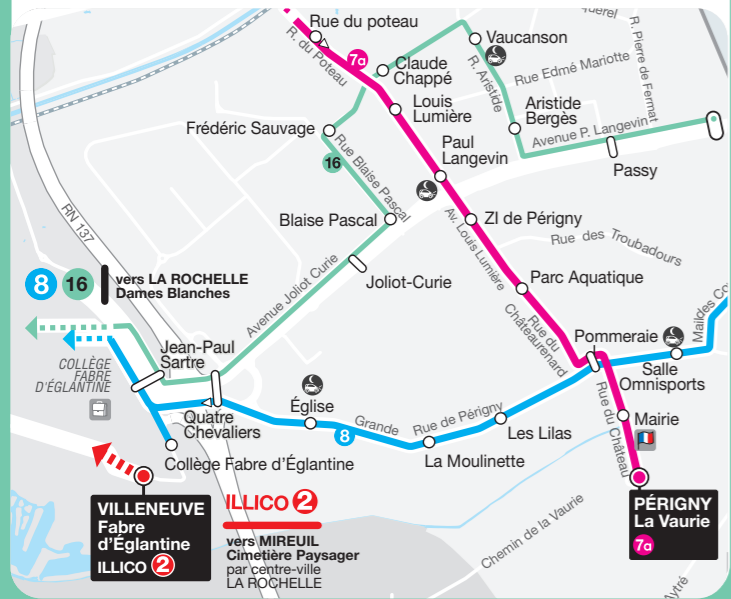 Rue du poteau
R. du Poteau
7a
Claude
Chappé
Vaucanson
R. Aristide
Rue Edmé Mariotte
R. Pierre de Fermat
Louis
Lumière
Aristide
Bergès
Avenue P. Langevin
Frédéric Sauvage
16
Rue Blaise Pascal
Paul
Langevin
Passy
RN 137
Blaise Pascal
ZI de Périgny
Av. Louis Lumière
Rue des Troubadours
8 16
vers LA ROCHELLE
Dames Blanches
Avenue Joliot Curie
Joliot-Curie
Parc Aquatique
Rue du
Châteaurenard
Pommeraie
COLLÈGE
FABRE
D'ÉGLANTINE
Jean-Paul
Sartre
Salle
Omnisports
Quatre
Chevaliers
Église
8
Grande
Rue de Périgny
Les Lilas
Rue du Château
Mairie
Collège Fabre d'Églantine
La Moulinette
VILLENEUVE
Fabre
d'Églantine
ILLICO 2
ILLICO 2
vers MIREUIL
Cimetière Paysager
par centre-ville
LA ROCHELLE
Chemin de la Vaurie
PÉRIGNY
La Vaurie
7a